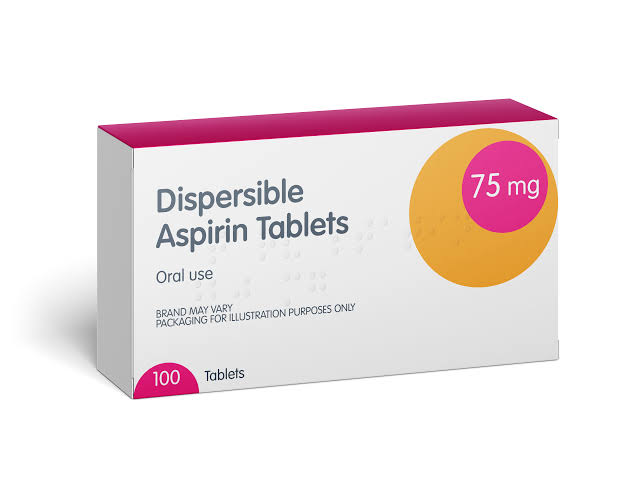 Dispersible
Aspirin Tablets
75 mg
Oral use
BRAND MAY VARY
PACKAGING FOR ILLUSTRATION PURPOSES ONLY
100 Tablets